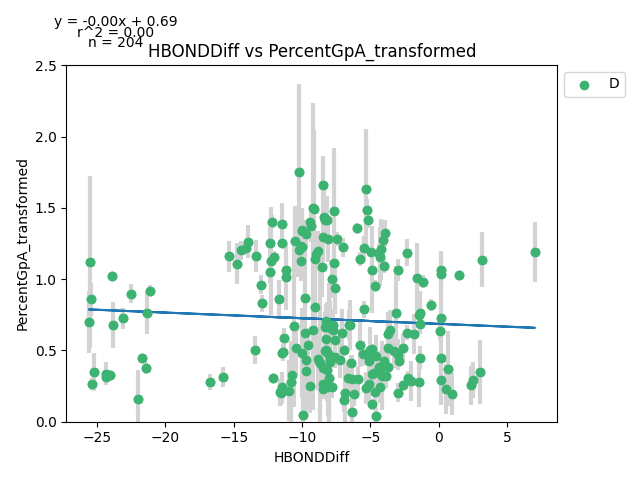 y = -0.00x + 0.69
r^2 = 0.00
n = 204
HBONDDiff vs PercentGpA_transformed
D
2.5
2.0
1.5
1.0
0.5
0.0
PercentGpA_transformed
−25
−20
−15
−10
−5
0
5
HBONDDiff